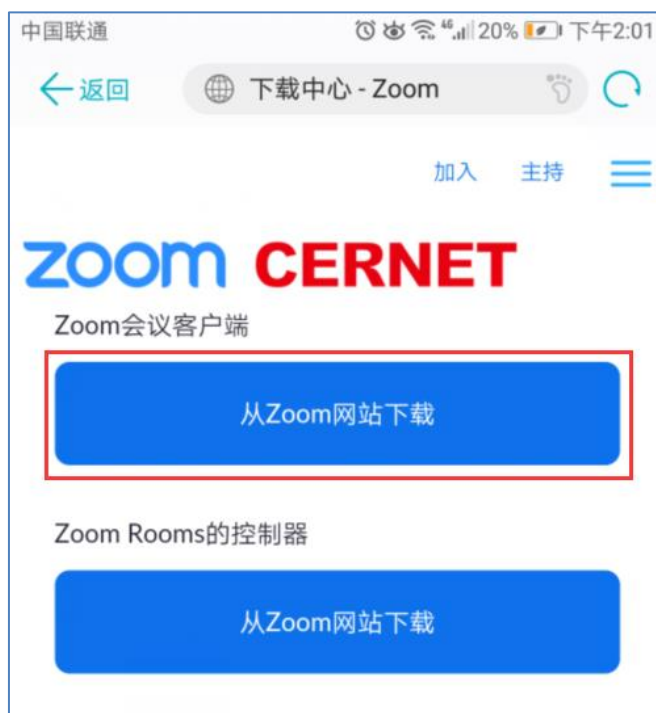 中国联通 46 20% 下午2:01
返回 下载中心 - Zoom
加入 主持
zoom CERNET
Zoom会议客户端
从Zoom网站下载
Zoom Rooms的控制器
从Zoom网站下载